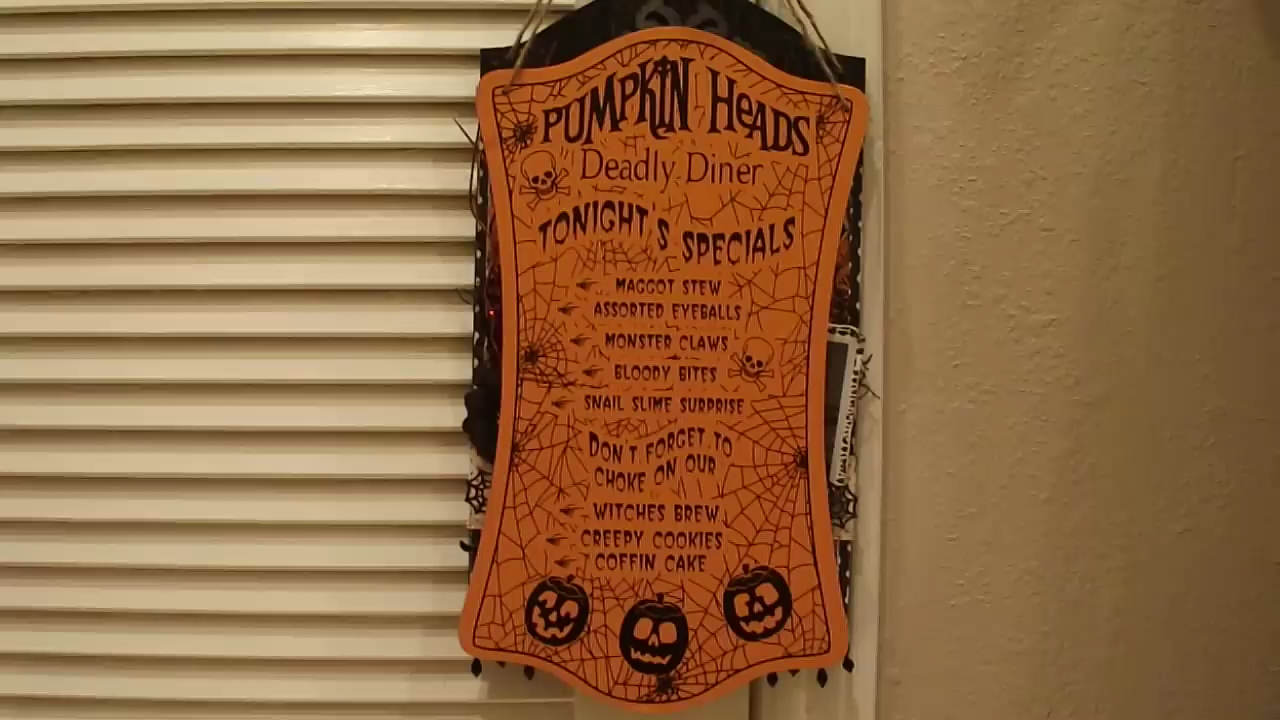 PUMPKIN HEADS
Deadly Diner
TONIGHT'S SPECIALS
MAGGOT STEW
ASSORTED EYEBALLS
MONSTER CLAWS
BLOODY BITES
SNAIL SLIME SURPRISE
DON'T FORGET TO
CHOKE ON OUR
WITCHES BREW
CREEPY COOKIES
COFFIN CAKE